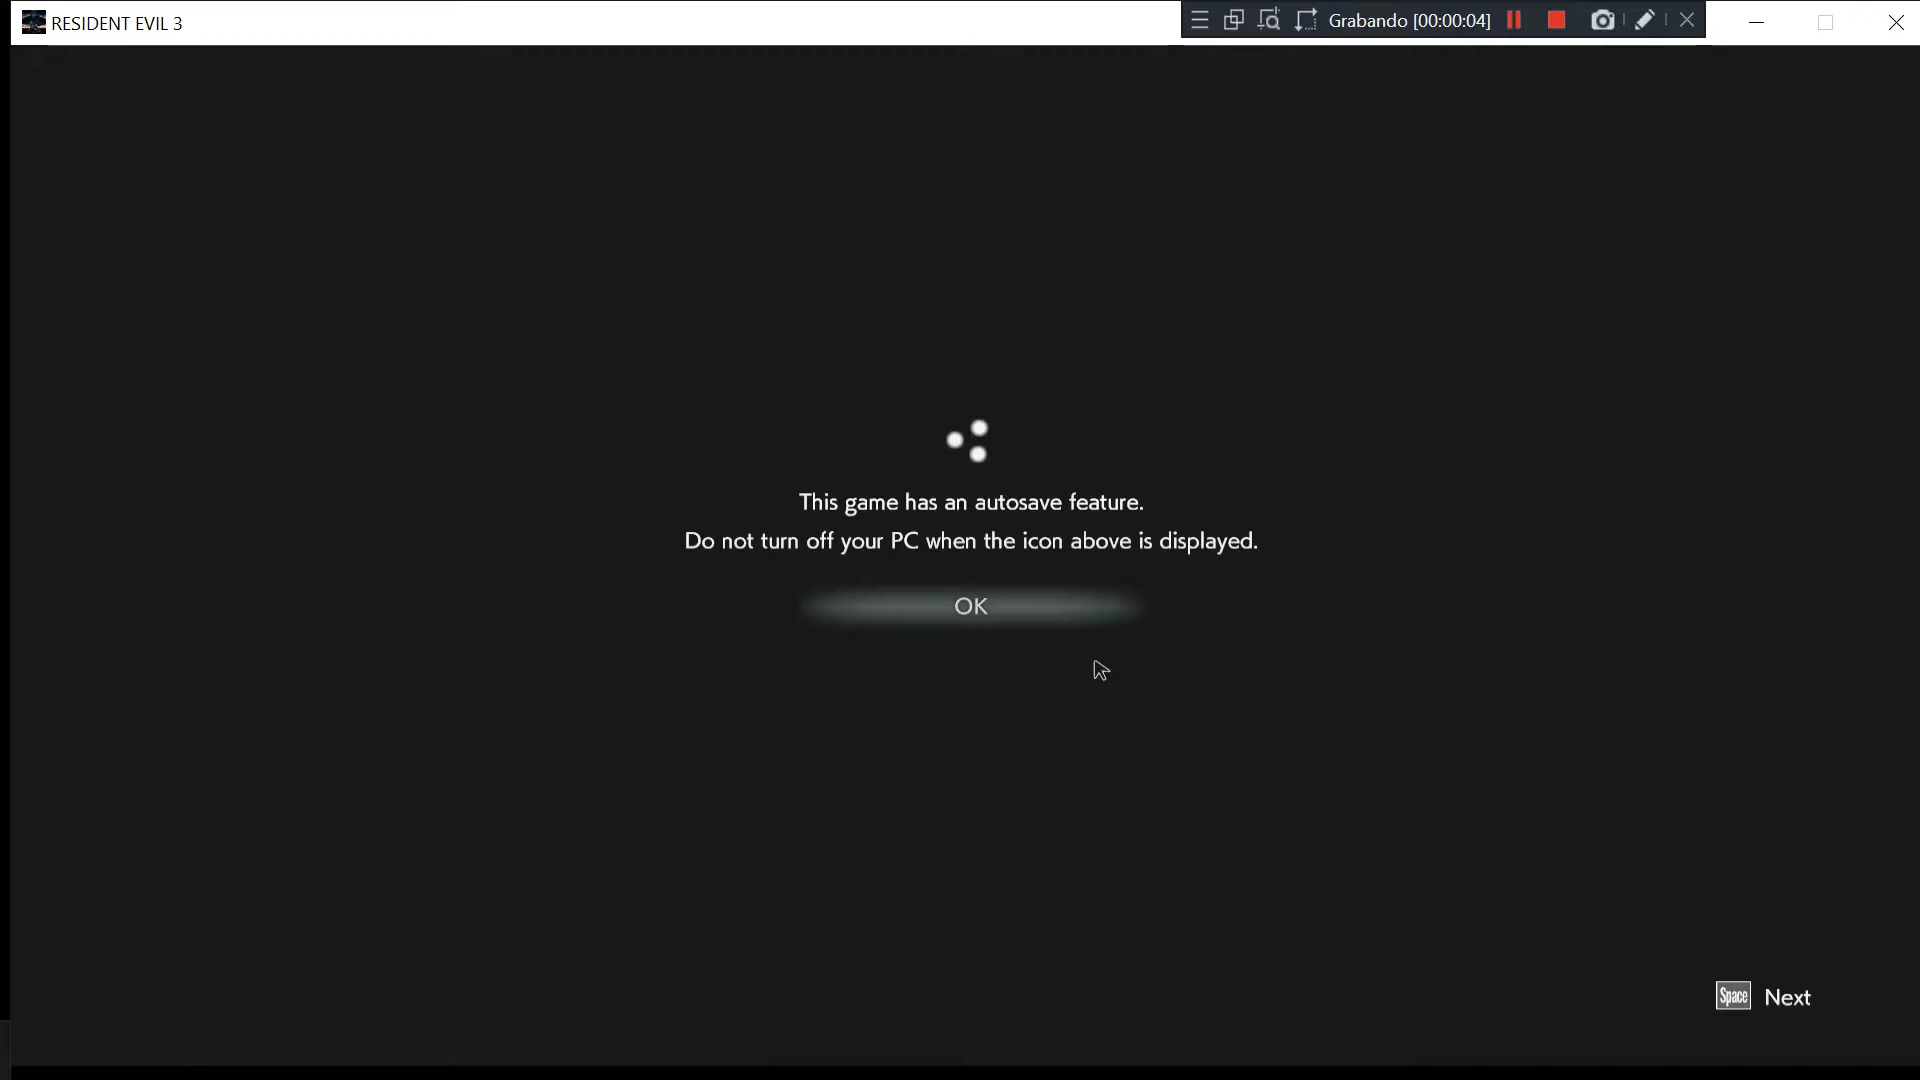 RESIDENT EVIL 3
Grabando [00:00:04]
This game has an autosave feature.
Do not turn off your PC when the icon above is displayed.
OK
Space Next